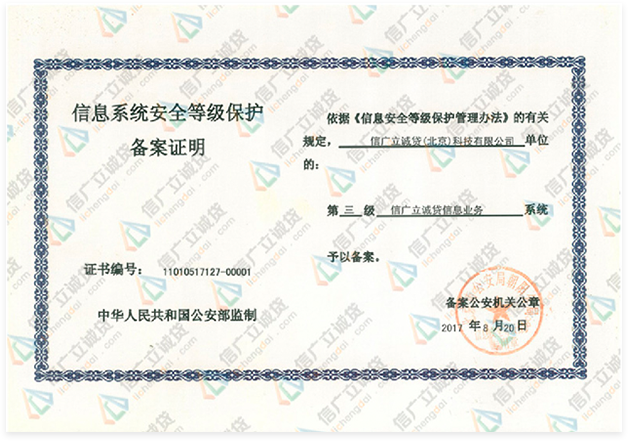 信息系统安全等级保护
备案证明
证书编号: 11010517127-00001
中华人民共和国公安部监制
依据《信息安全等级保护管理办法》的有关
规定, 信广立诚贷(北京)科技有限公司 单位
的:
第 三 级 信广立诚贷信息业务 系统
予以备案。
备案公安机关公章
2017 年 8 月 20 日
信广立诚贷
lichengdai.com